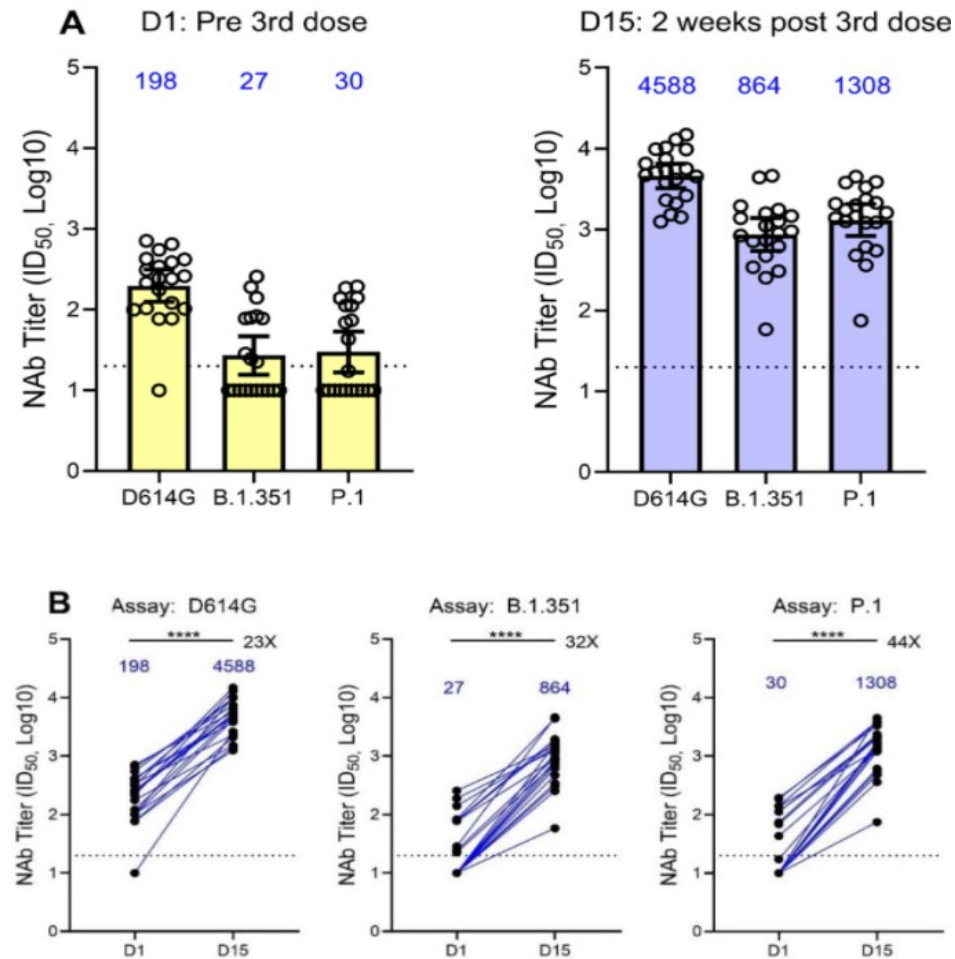 A
D1: Pre 3rd dose
D15: 2 weeks post 3rd dose
NAb Titer (ID50, Log10)
5
4
3
2
1
0
198 27 30
D614G B.1.351 P.1
NAb Titer (ID50, Log10)
5
4
3
2
1
0
4588 864 1308
D614G B.1.351 P.1
B
Assay: D614G
NAb Titer (ID50, Log10)
5
4
3
2
1
0
**** 23X
198 4588
D1 D15
Assay: B.1.351
NAb Titer (ID50, Log10)
5
4
3
2
1
0
**** 32X
27 864
D1 D15
Assay: P.1
NAb Titer (ID50, Log10)
5
4
3
2
1
0
**** 44X
30 1308
D1 D15